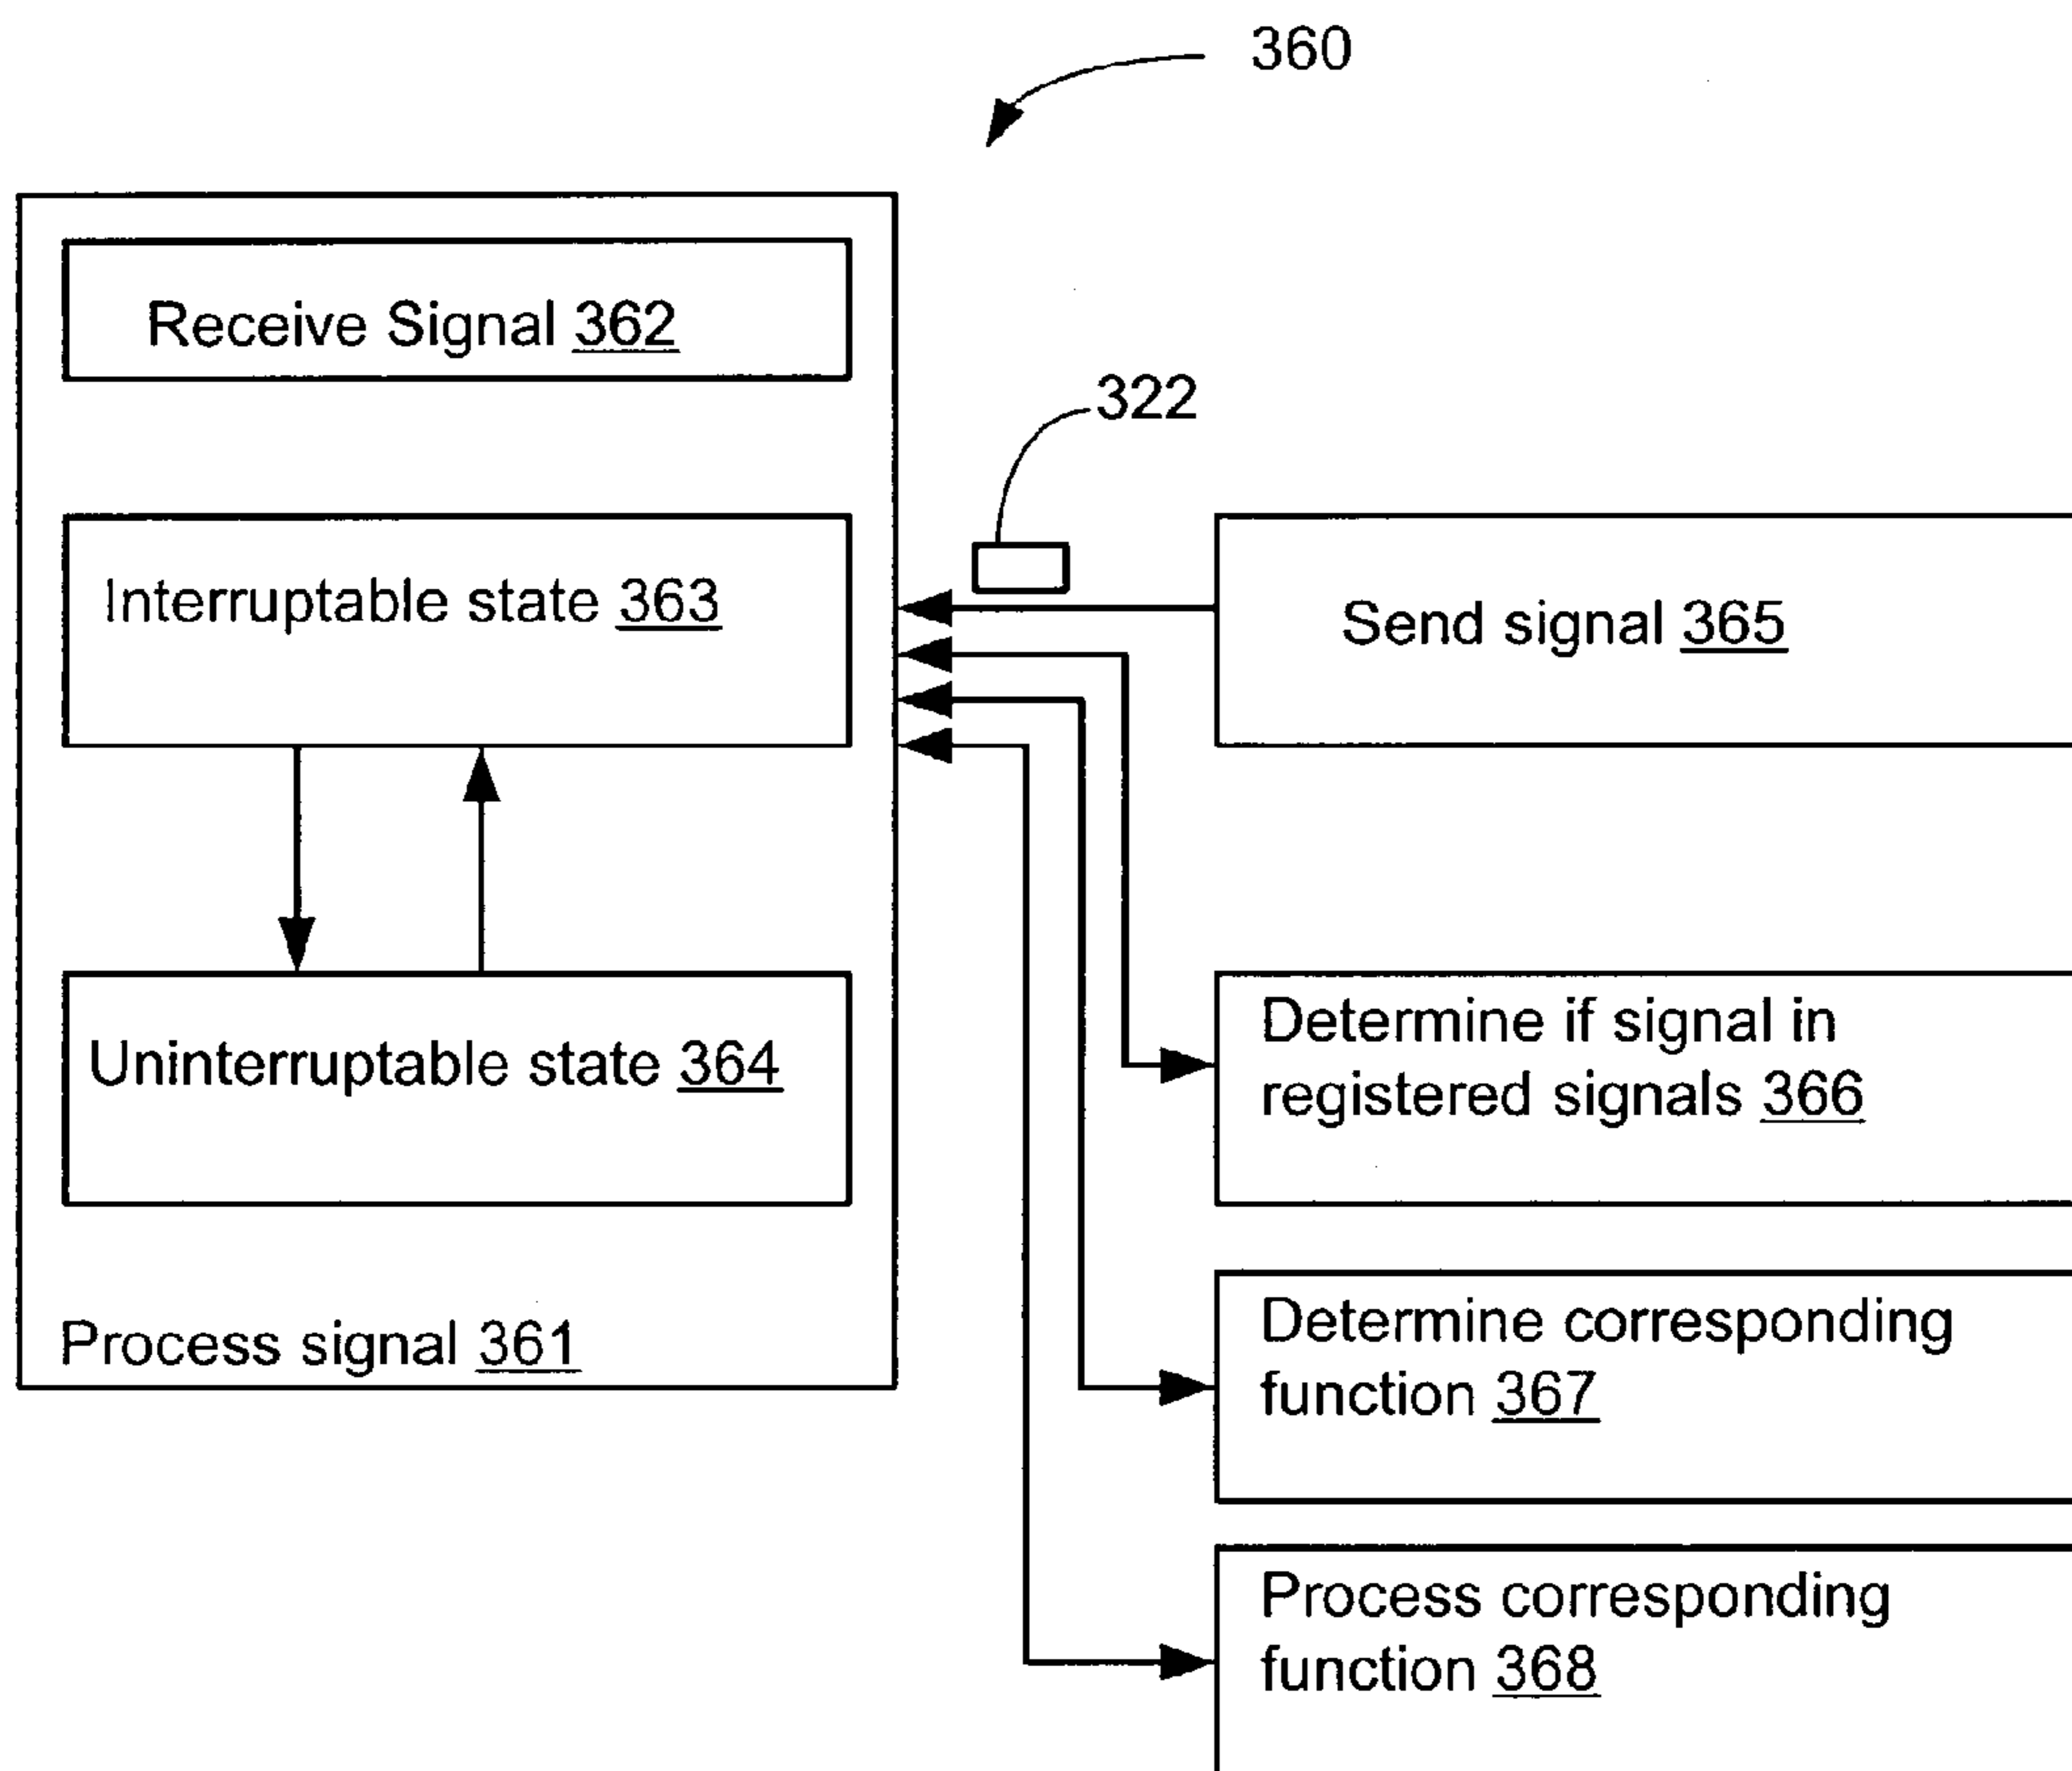 360
Receive Signal 362
322
Interruptable state 363
Send signal 365
Uninterruptable state 364
Determine if signal in
registered signals 366
Process signal 361
Determine corresponding
function 367
Process corresponding
function 368